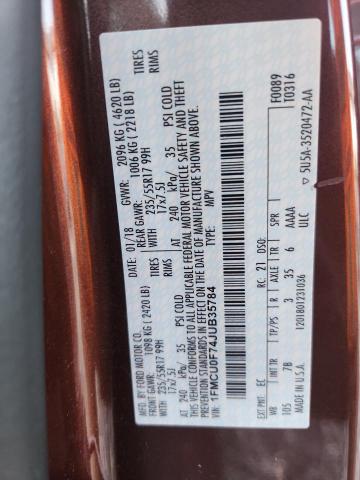 MFD. BY FORD MOTOR CO.
DATE: 01/18 GVWR: 2096 KG ( 4620 LB)
FRONT GAWR: 1098 KG (2420 LB) REAR GAWR: 1006 KG ( 2218 LB)
235/55R17 99H WITH 235/55R17 99H TIRES
17x7.5J 17x7.5J RIMS
AT 240 kPa/ 35 PSI COLD AT 240 kPa/ 35 PSI COLD
THIS VEHICLE CONFORMS TO ALL APPLICABLE FEDERAL MOTOR VEHICLE SAFETY AND THEFT
PREVENTION STANDARDS IN EFFECT ON THE DATE OF MANUFACTURE SHOWN ABOVE.
VIN: 1FMCU0F74JUB35784 TYPE: MPV
TIRES
RIMS
F0089
T0316
EXT PNT: EC RC: 21 DSO:
WB INT TR TP/PS R AXLE TR SPR
105 7B 3 35 6 AAAA
ULC
MADE IN U.S.A. 1201801231036 5U5A-3520472-AA